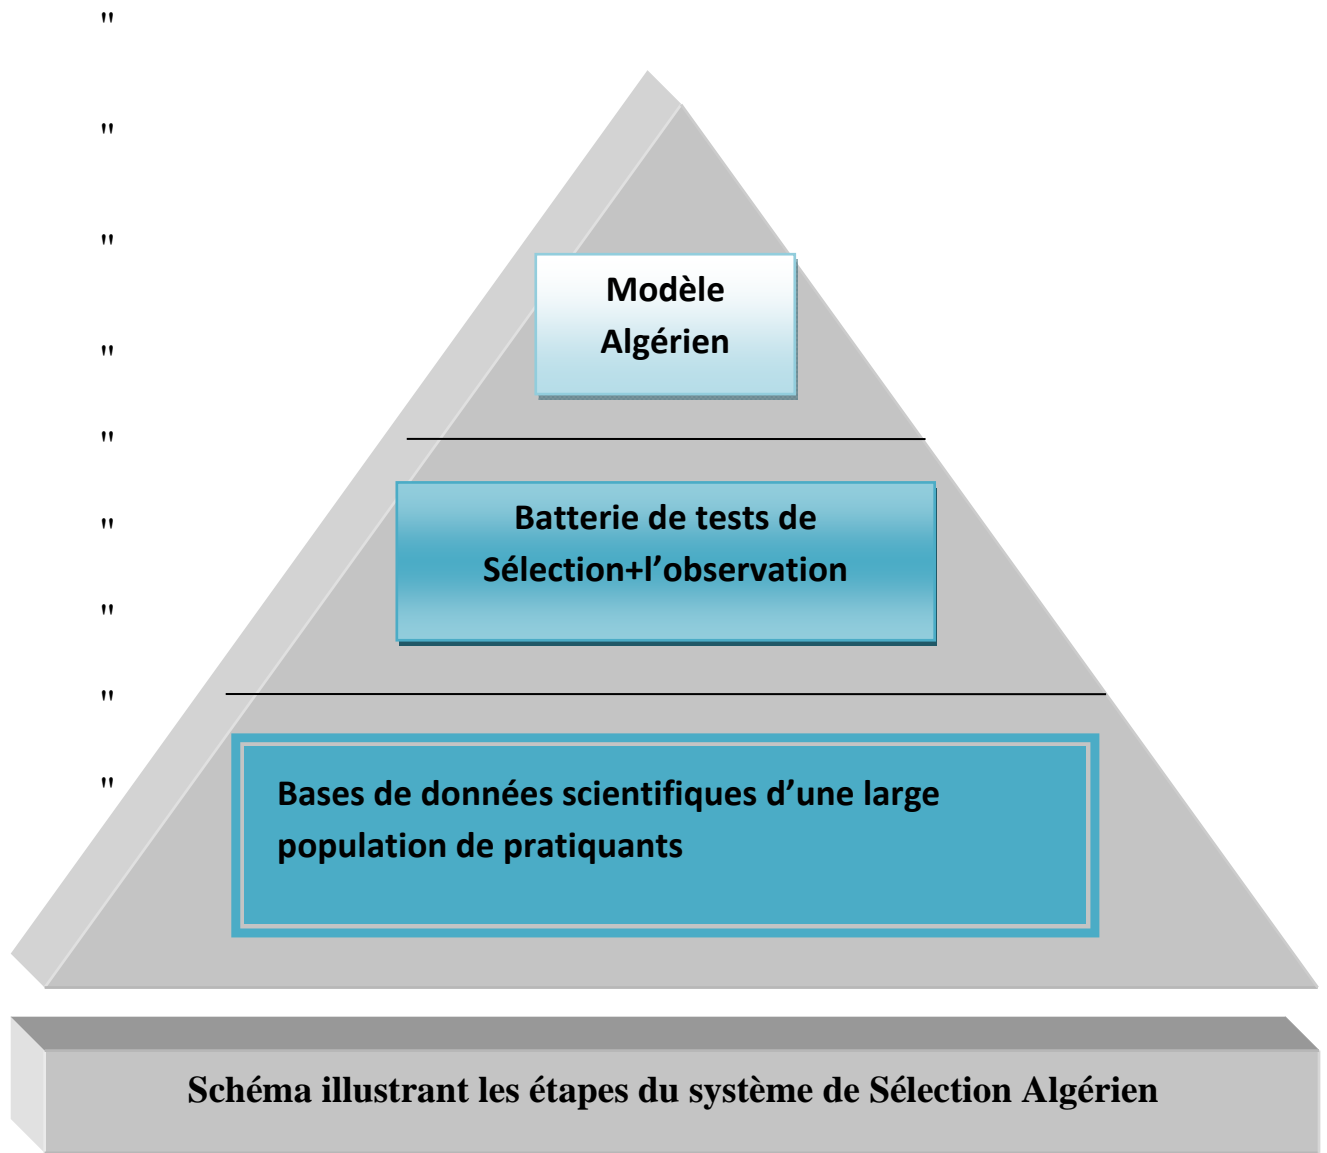 "
"
"
Modèle
Algérien
"
"
Batterie de tests de
Sélection+l’observation
"
"
"
Bases de données scientifiques d’une large
population de pratiquants
"
Schéma illustrant les étapes du système de Sélection Algérien